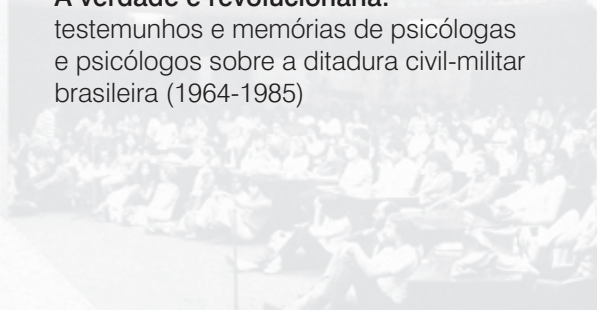 A verdade é revolucionária:
testemunhos e memórias de psicólogas
e psicólogos sobre a ditadura civil-militar
brasileira (1964-1985)